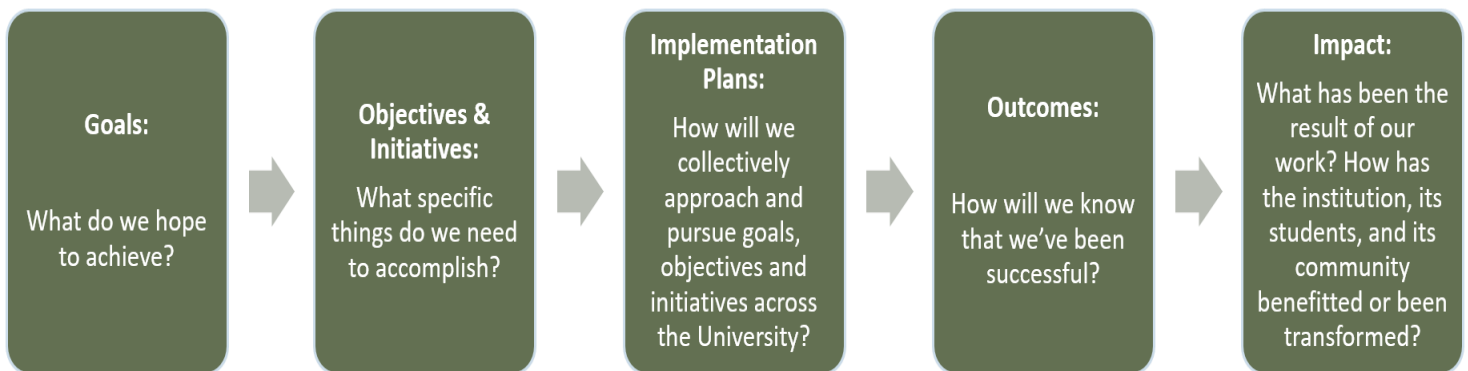 Goals:
What do we hope
to achieve?
Objectives &
Initiatives:
What specific
things do we need
to accomplish?
Implementation
Plans:
How will we
collectively
approach and
pursue goals,
objectives and
initiatives across
the University?
Outcomes:
How will we know
that we’ve been
successful?
Impact:
What has been the
result of our
work? How has
the institution, its
students, and its
community
benefitted or been
transformed?